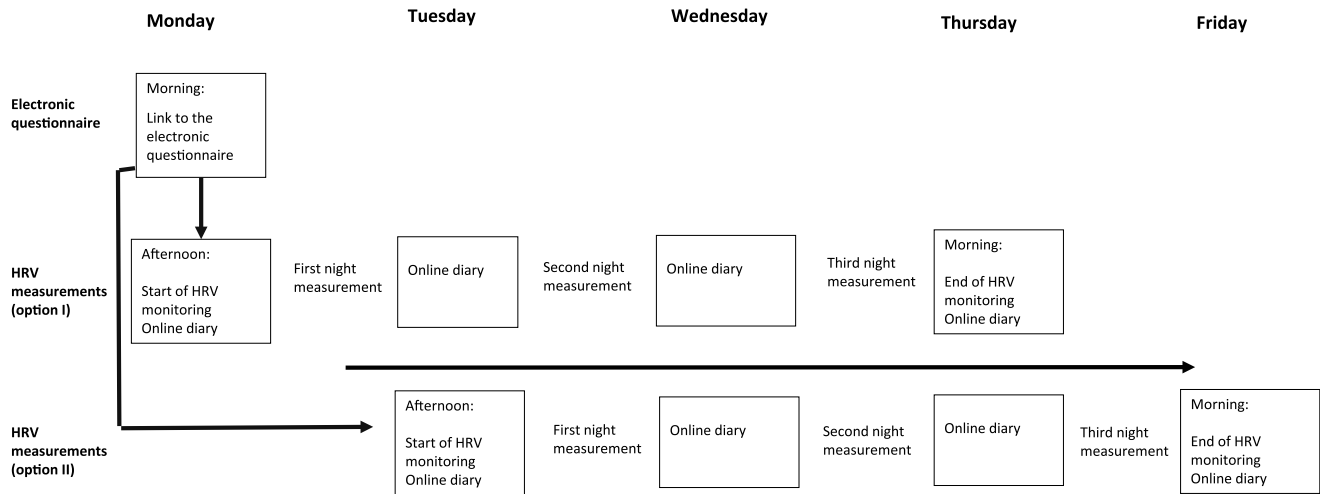 Monday
Tuesday
Wednesday
Thursday
Friday
Electronic
questionnaire
Morning:
Link to the
electronic
questionnaire
HRV
measurements
(option I)
Afternoon:
Start of HRV
monitoring
Online diary
First night
measurement
Online diary
Second night
measurement
Online diary
Third night
measurement
Morning:
End of HRV
monitoring
Online diary
HRV
measurements
(option II)
Afternoon:
Start of HRV
monitoring
Online diary
First night
measurement
Online diary
Second night
measurement
Online diary
Third night
measurement
Morning:
End of HRV
monitoring
Online diary